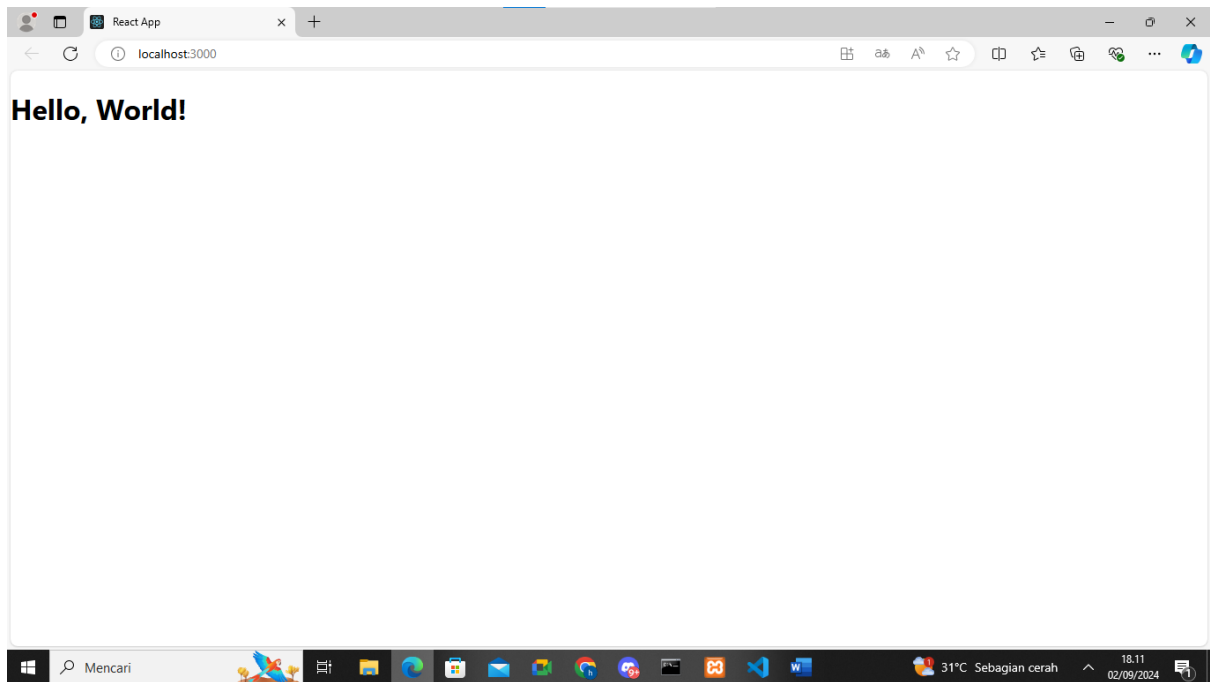 React App
localhost:3000
Hello, World!
Mencari
31°C Sebagian cerah
18.11
02/09/2024